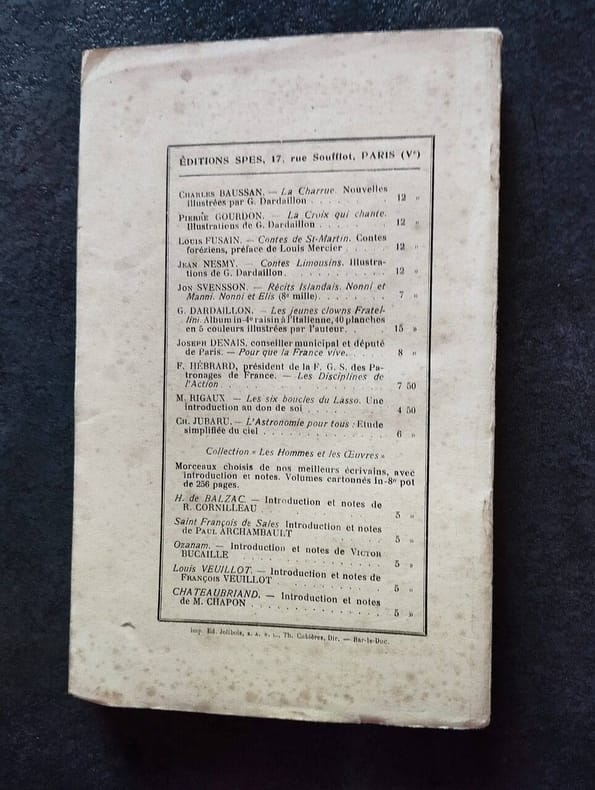 ÉDITIONS SPES, 17, rue Soufflot, PARIS (Vᵉ)
CHARLES BAUSSAN. — La Charrue. Nouvelles
illustrées par G. Dardaillon . . . . . . . 12 »
PIERRE GOURDON. — La Croix qui chante.
Illustrations de G. Dardaillon . . . . . . 12 »
LOUIS FUSAIN. — Contes de St-Martin. Contes
foréziens, préface de Louis Mercier . . . . 12 »
JEAN NESMY. — Contes Limousins. Illustra-
tions de G. Dardaillon. . . . . . . . . . 12 »
JON SVENSSON. — Récits Islandais. Nonni et
Manni. Nonni et Elis (8ᵉ mille). . . . . . . 7 »
G. DARDAILLON. — Les jeunes clowns Fratel-
lini. Album in-4º raisin à l'italienne, 40 planches
en 5 couleurs illustrées par l'auteur. . . 15 »
JOSEPH DENAIS, conseiller municipal et député
de Paris. — Pour que la France vive. . . . 8 »
F. HÉBRARD, président de la F. G. S. des Pa-
tronages de France. — Les Disciplines de
l'Action . . . . . . . . . . . . . . . 7 50
M. RIGAUX — Les six boucles du Lasso. Une
introduction au don de soi . . . . . . . 4 50
CH. JUBARU. — L'Astronomie pour tous : Etude
simplifiée du ciel . . . . . . . . . . . 6 »
Collection « Les Hommes et les Œuvres »
Morceaux choisis de nos meilleurs écrivains, avec
introduction et notes. Volumes cartonnés in-8º pot
de 256 pages.
H. de BALZAC. — Introduction et notes de
R. CORNILLEAU . . . . . . . . . . 5 »
Saint François de Sales Introduction et notes
de PAUL ARCHAMBAULT . . . . . . . 5 »
Ozanam. — Introduction et notes de VICTOR
BUCAILLE . . . . . . . . . . . . . 5 »
Louis VEUILLOT. — Introduction et notes de
FRANÇOIS VEUILLOT . . . . . . . . . 5 »
CHATEAUBRIAND. — Introduction et notes
de M. CHAPON . . . . . . . . . . . 5 »
Imp. Ed. Jolibois, s. a. r. l., Th. Cubières, Dir. — Bar-le-Duc.